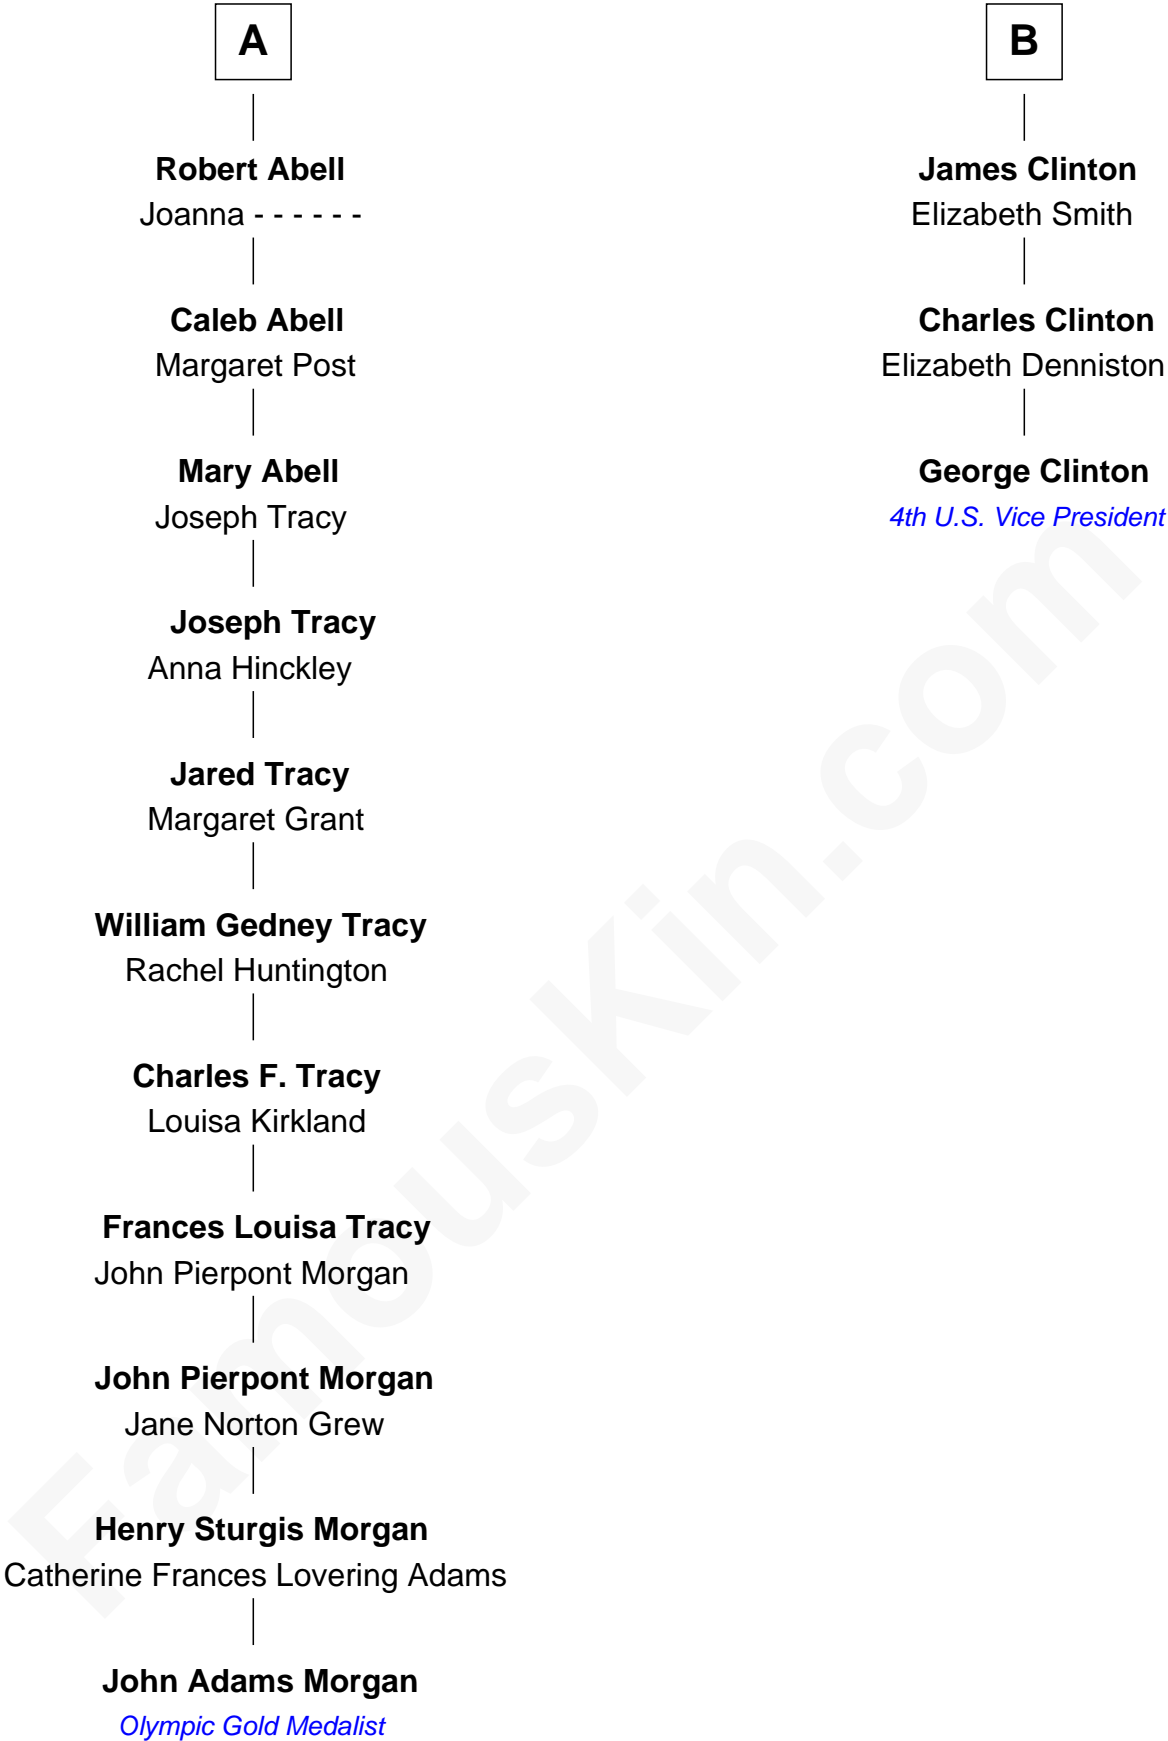 A
Robert Abell
Joanna - - - - - -
Caleb Abell
Margaret Post
Mary Abell
Joseph Tracy
Joseph Tracy
Anna Hinckley
Jared Tracy
Margaret Grant
William Gedney Tracy
Rachel Huntington
Charles F. Tracy
Louisa Kirkland
Frances Louisa Tracy
John Pierpont Morgan
John Pierpont Morgan
Jane Norton Grew
Henry Sturgis Morgan
Catherine Frances Lovering Adams
John Adams Morgan
Olympic Gold Medalist
B
James Clinton
Elizabeth Smith
Charles Clinton
Elizabeth Denniston
George Clinton
4th U.S. Vice President
FamousKin.com